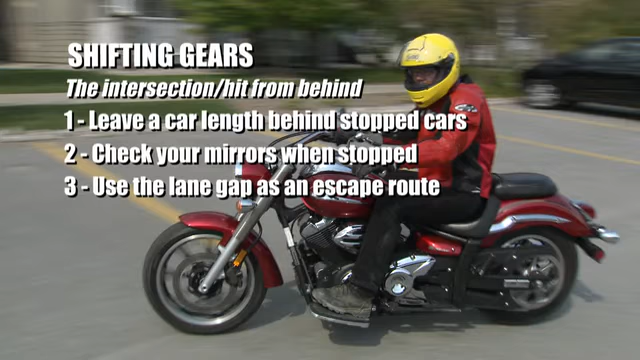 SHIFTING GEARS
The intersection/hit from behind
1 - Leave a car length behind stopped cars
2 - Check your mirrors when stopped
3 - Use the lane gap as an escape route